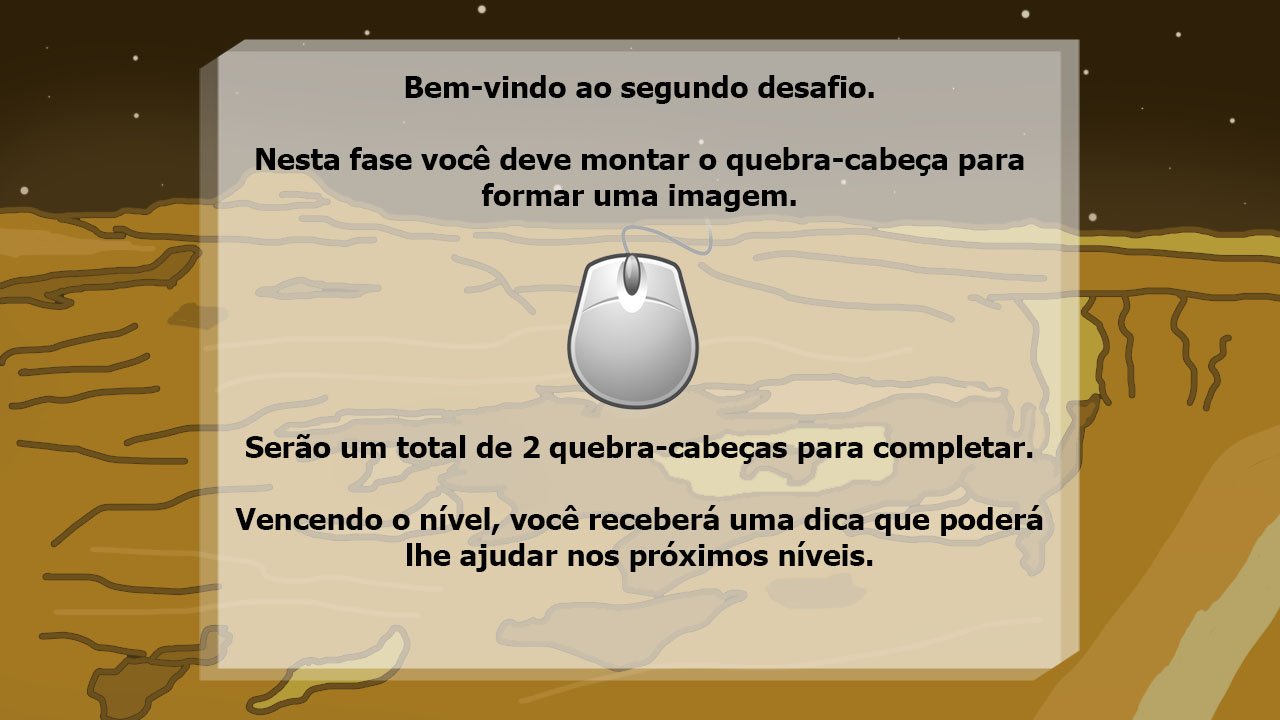 Bem-vindo ao segundo desafio.
Nesta fase você deve montar o quebra-cabeça para
formar uma imagem.
Serão um total de 2 quebra-cabeças para completar.
Vencendo o nível, você receberá uma dica que poderá
lhe ajudar nos próximos níveis.